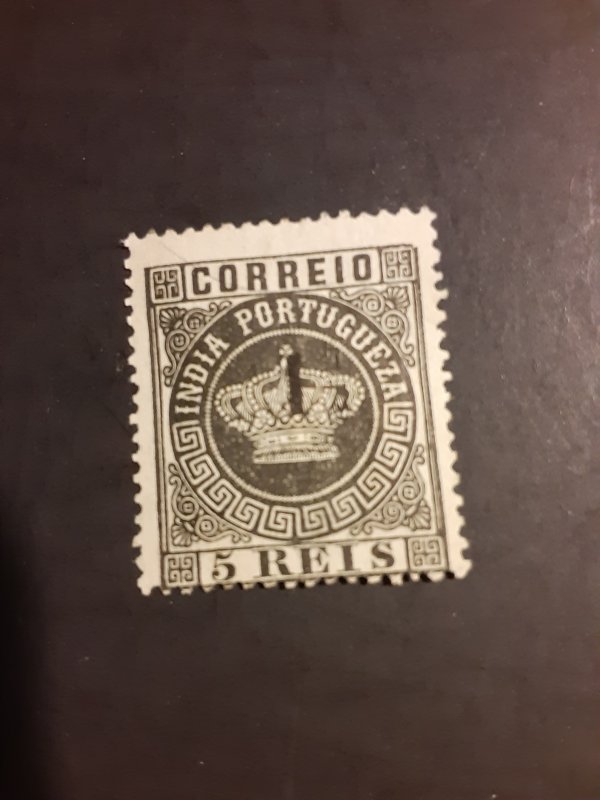 CORREIO
INDIA PORTUGUEZA
1
5 REIS